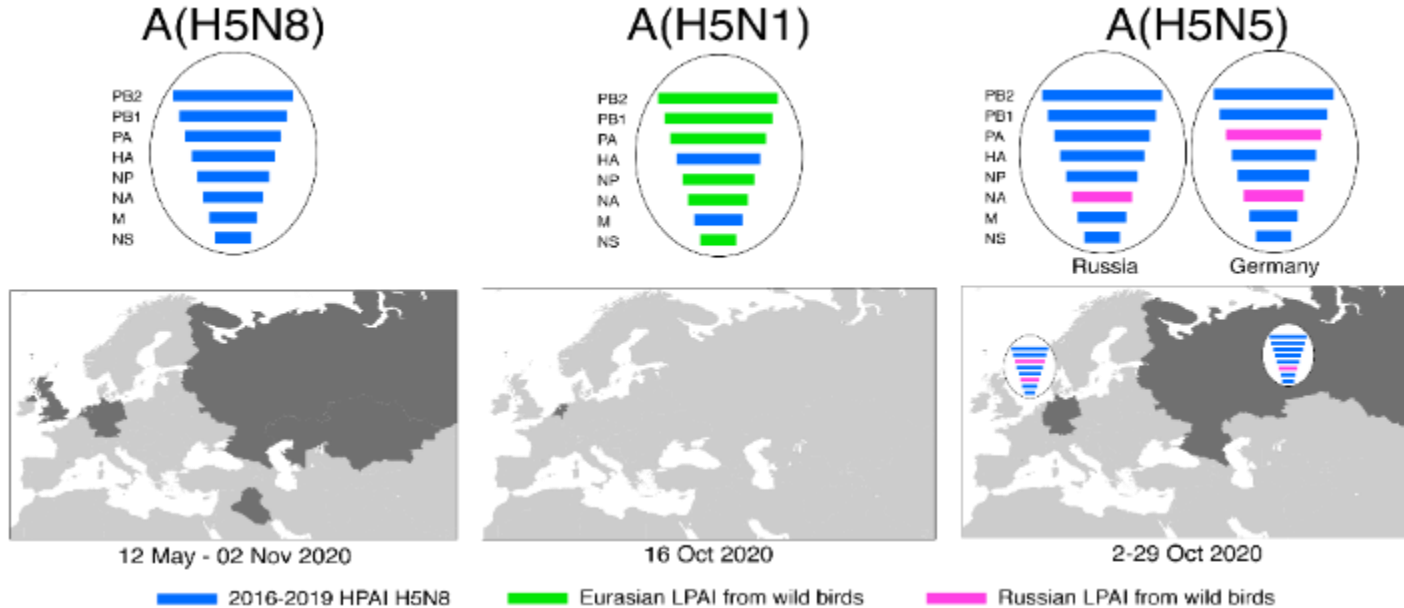 A(H5N8)
A(H5N1)
A(H5N5)
PB2
PB1
PA
HA
NP
NA
M
NS
PB2
PB1
PA
HA
NP
NA
M
NS
PB2
PB1
PA
HA
NP
NA
M
NS
Russia
Germany
12 May - 02 Nov 2020
16 Oct 2020
2-29 Oct 2020
2016-2019 HPAI H5N8
Eurasian LPAI from wild birds
Russian LPAI from wild birds